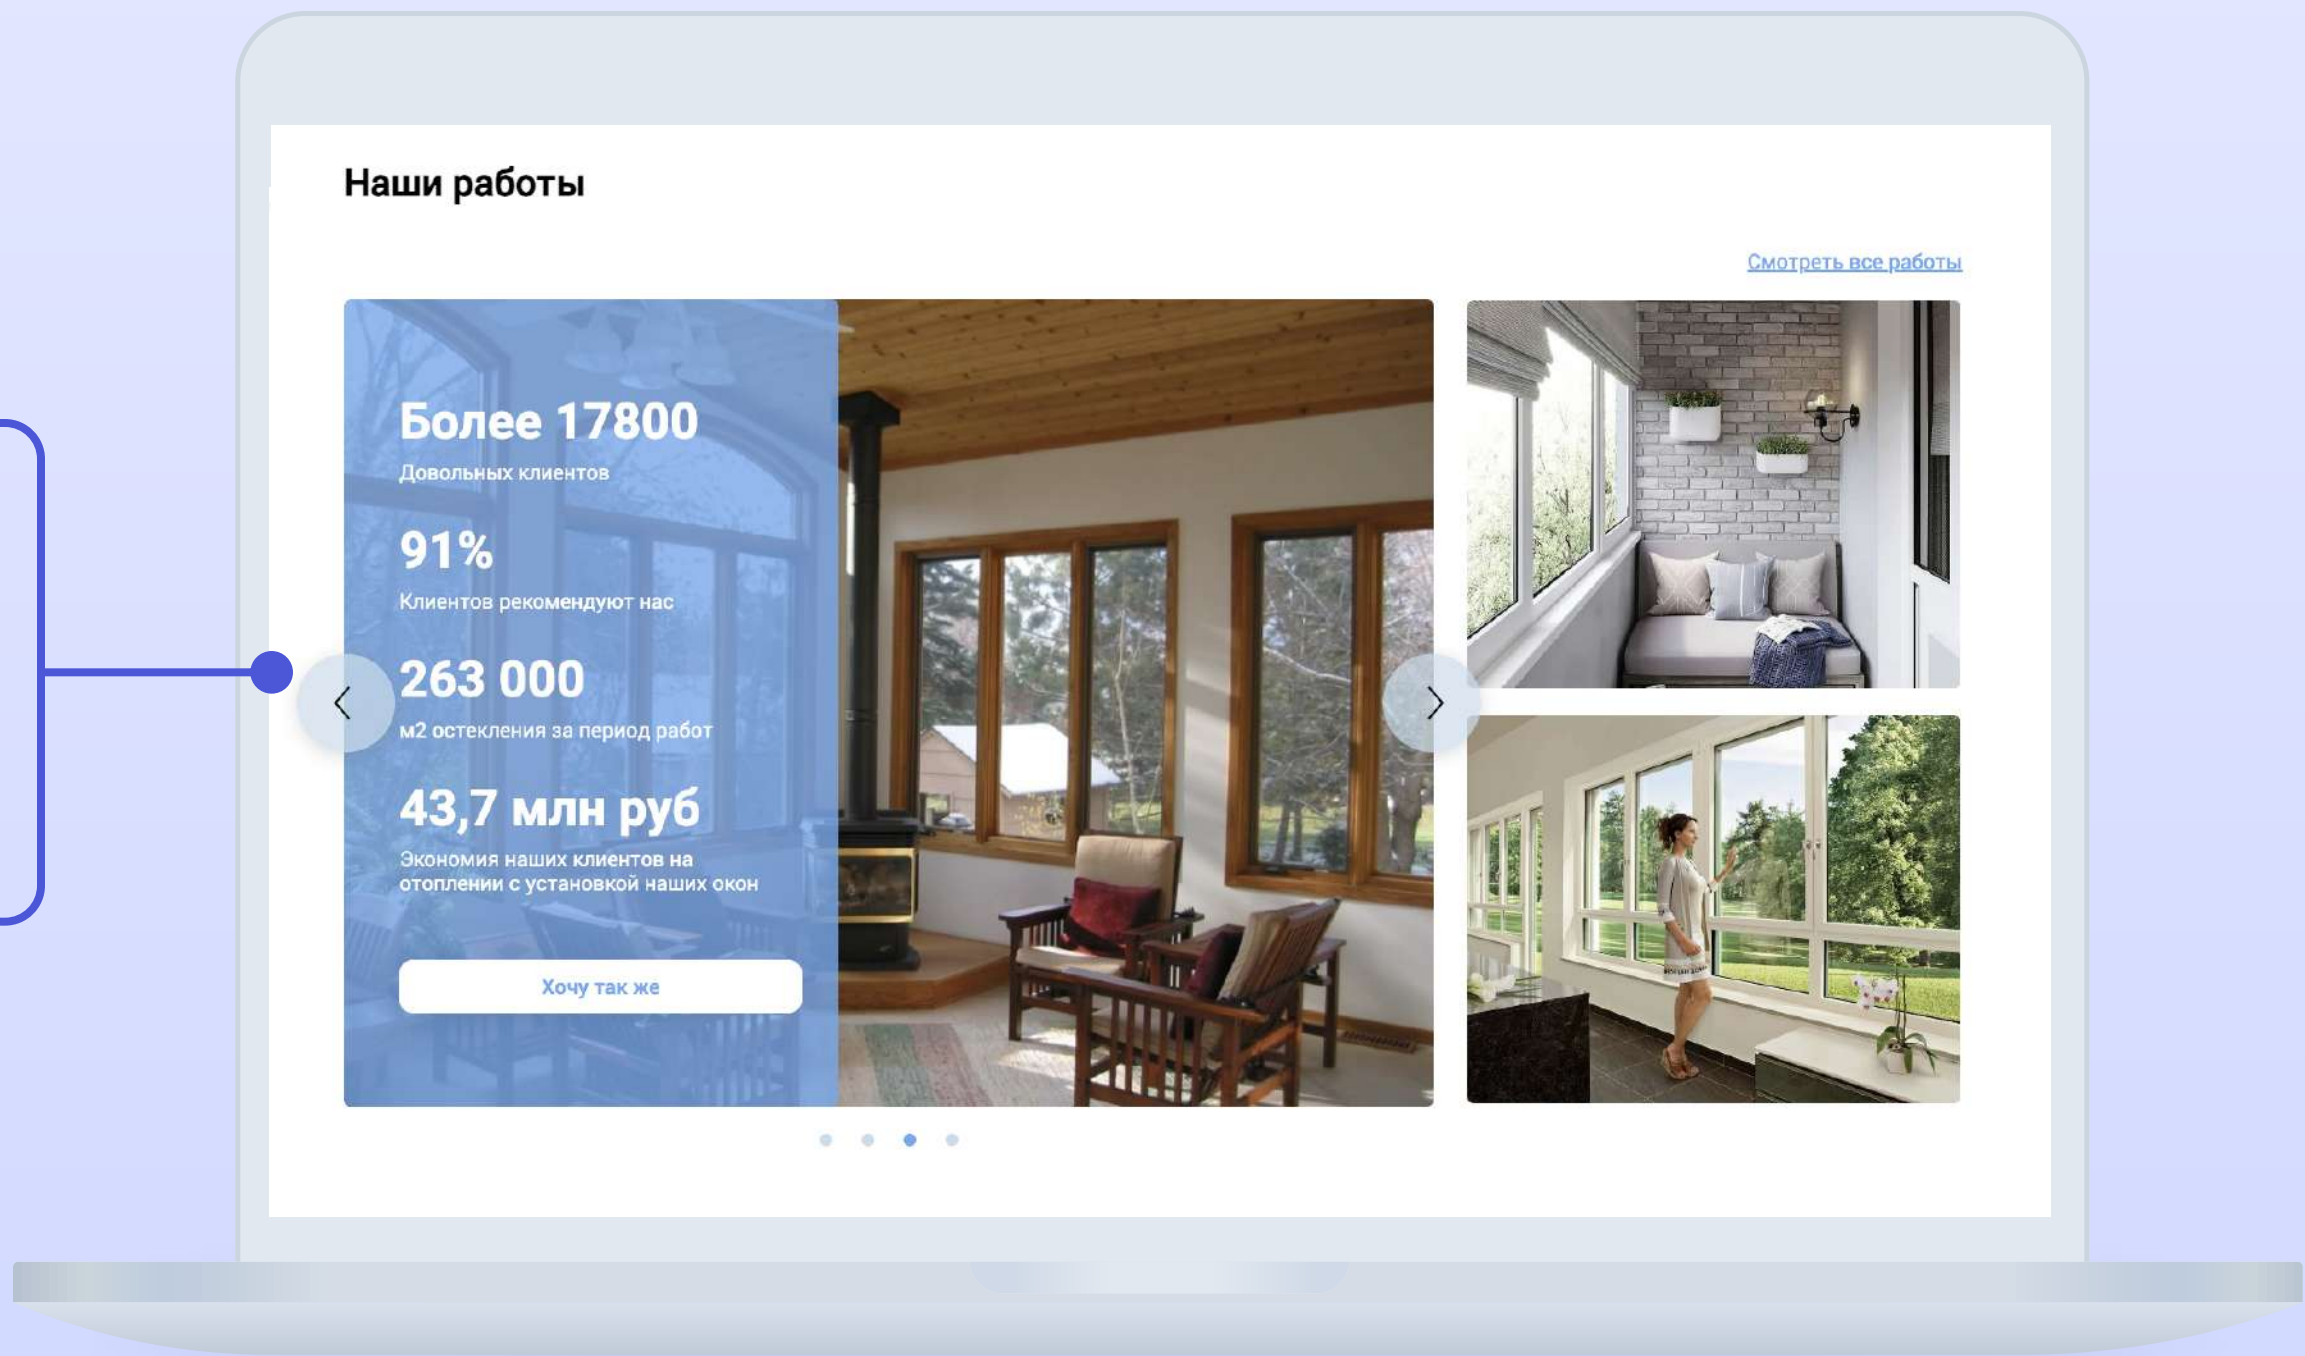 Наши работы
Смотреть все работы
Более 17800
Довольных клиентов
91%
Клиентов рекомендуют нас
263 000
м2 остекления за период работ
43,7 млн руб
Экономия наших клиентов на
отоплении с установкой наших окон
Хочу так же